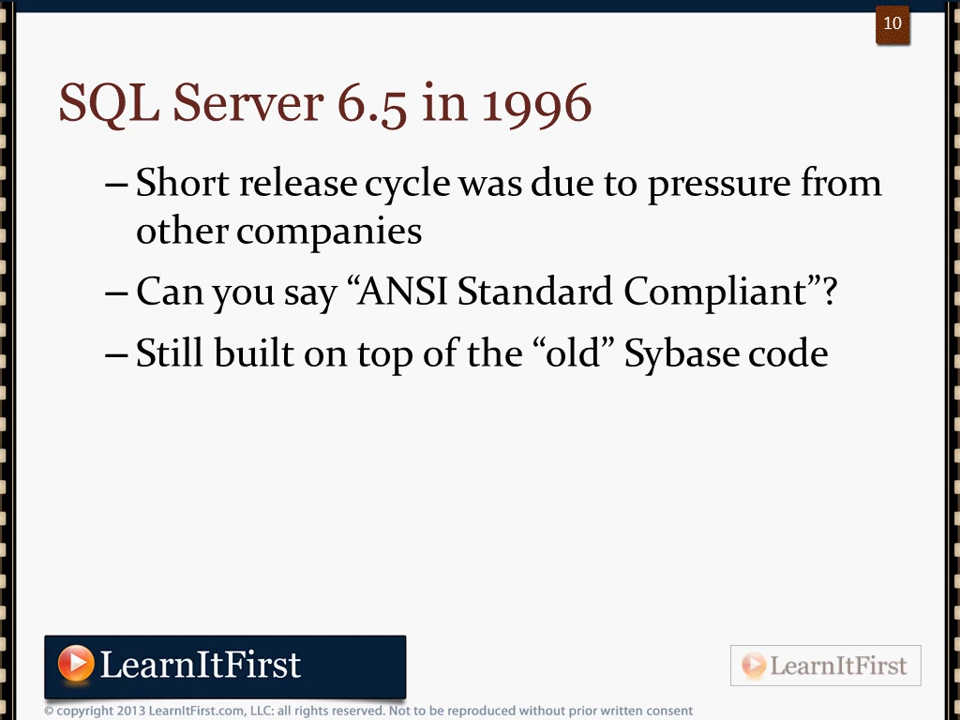 10
SQL Server 6.5 in 1996
– Short release cycle was due to pressure from
other companies
– Can you say “ANSI Standard Compliant”?
– Still built on top of the “old” Sybase code
LearnItFirst
LearnItFirst
© copyright 2013 LearnItFirst.com, LLC: all rights reserved. Not to be reproduced without prior written consent